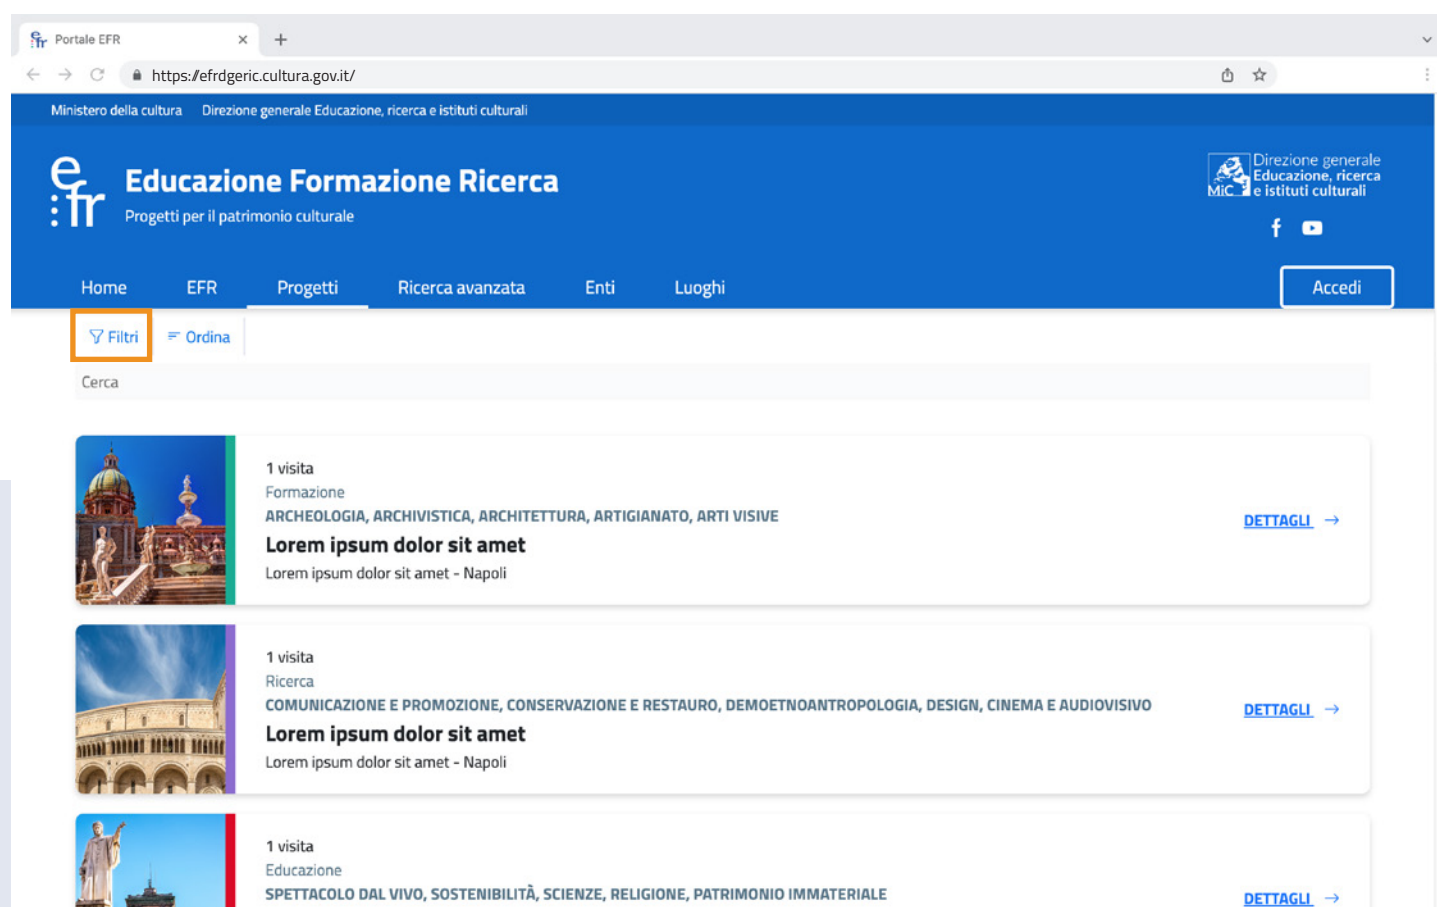 Portale EFR
https://efrdgeric.cultura.gov.it/
Ministero della cultura Direzione generale Educazione, ricerca e istituti culturali
efr
Educazione Formazione Ricerca
Progetti per il patrimonio culturale
MiC
Direzione generale
Educazione, ricerca
e istituti culturali
Home EFR Progetti Ricerca avanzata Enti Luoghi Accedi
Filtri Ordina
Cerca
1 visita
Formazione
ARCHEOLOGIA, ARCHIVISTICA, ARCHITETTURA, ARTIGIANATO, ARTI VISIVE
Lorem ipsum dolor sit amet
Lorem ipsum dolor sit amet - Napoli
DETTAGLI
1 visita
Ricerca
COMUNICAZIONE E PROMOZIONE, CONSERVAZIONE E RESTAURO, DEMOETNOANTROPOLOGIA, DESIGN, CINEMA E AUDIOVISIVO
Lorem ipsum dolor sit amet
Lorem ipsum dolor sit amet - Napoli
DETTAGLI
1 visita
Educazione
SPETTACOLO DAL VIVO, SOSTENIBILITÀ, SCIENZE, RELIGIONE, PATRIMONIO IMMATERIALE
DETTAGLI